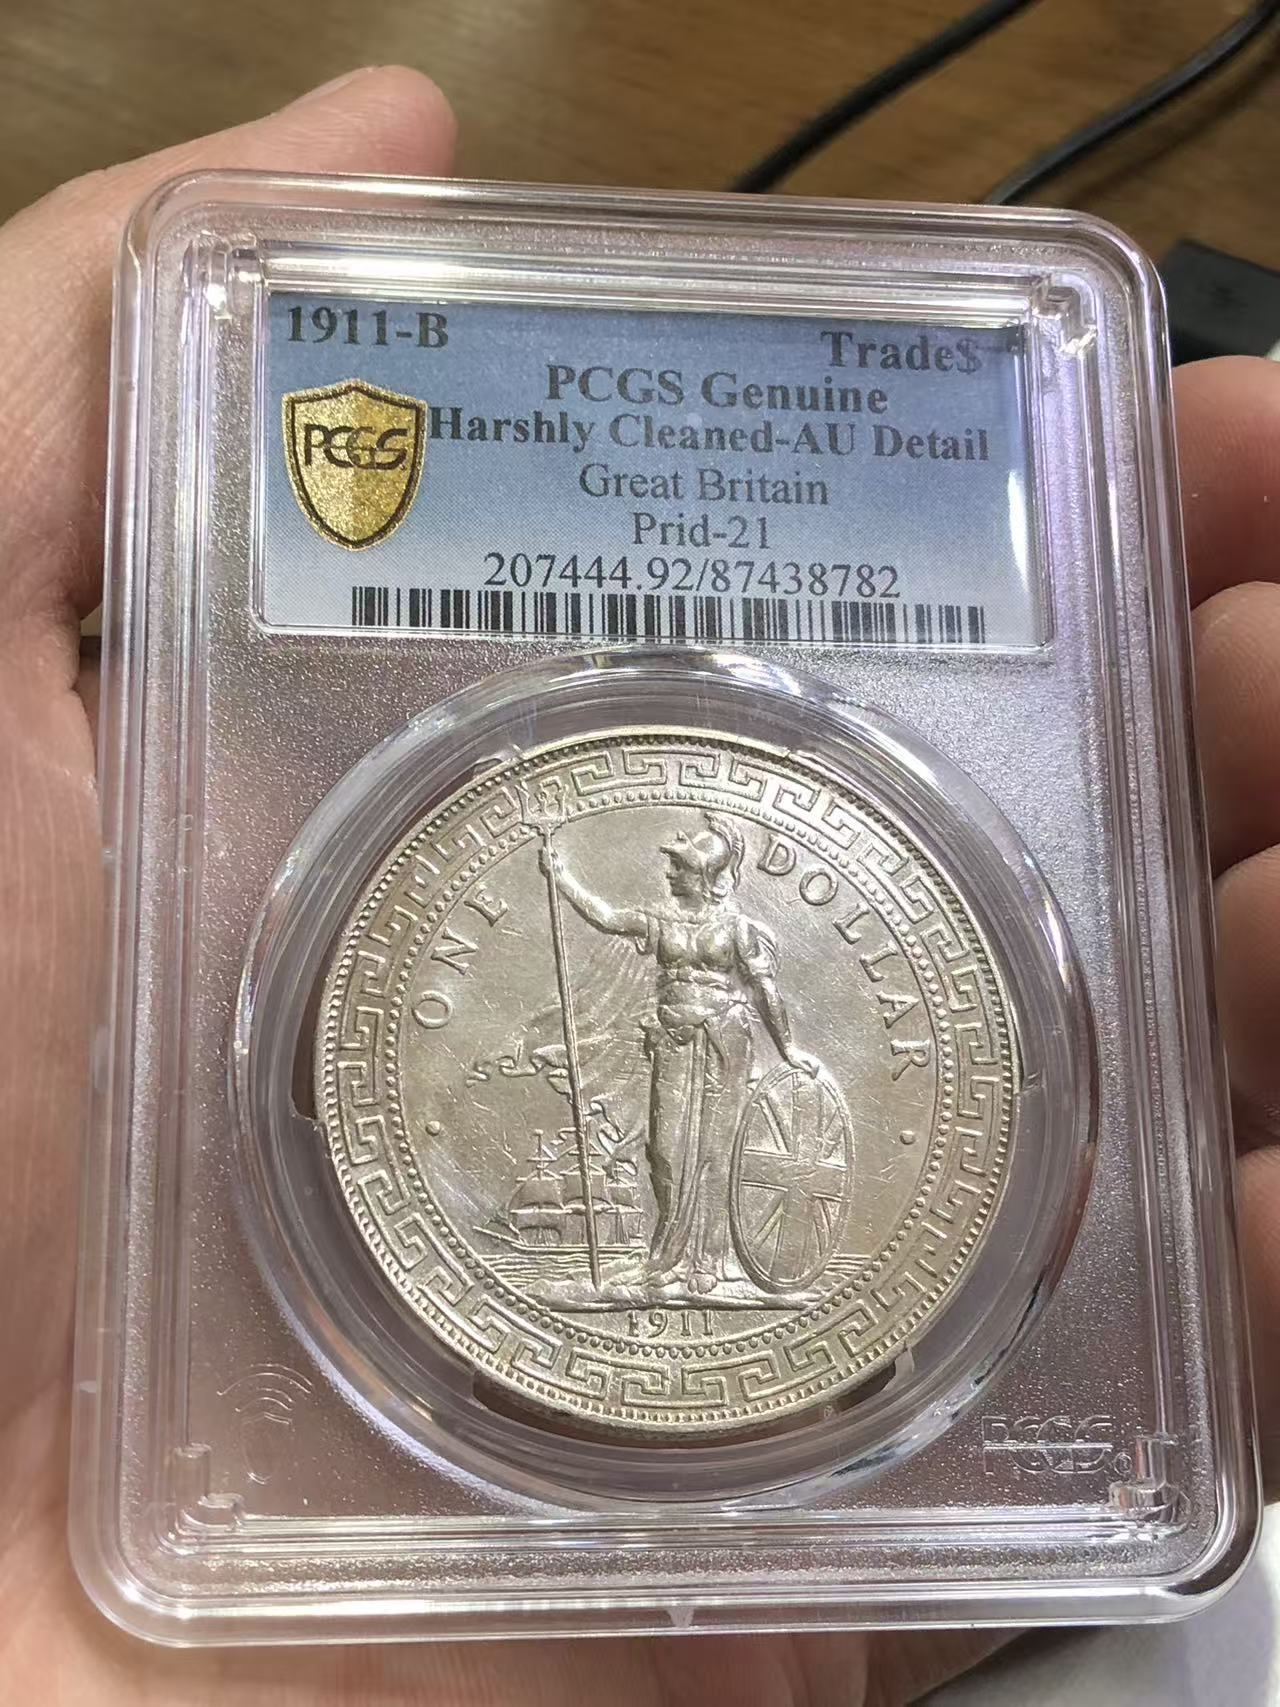 1911-B Trade$
PCGS Genuine
PCGS
Harshly Cleaned-AU Detail
Great Britain
Prid-21
207444.92/87438782
ONE DOLLAR
1911
PCGS